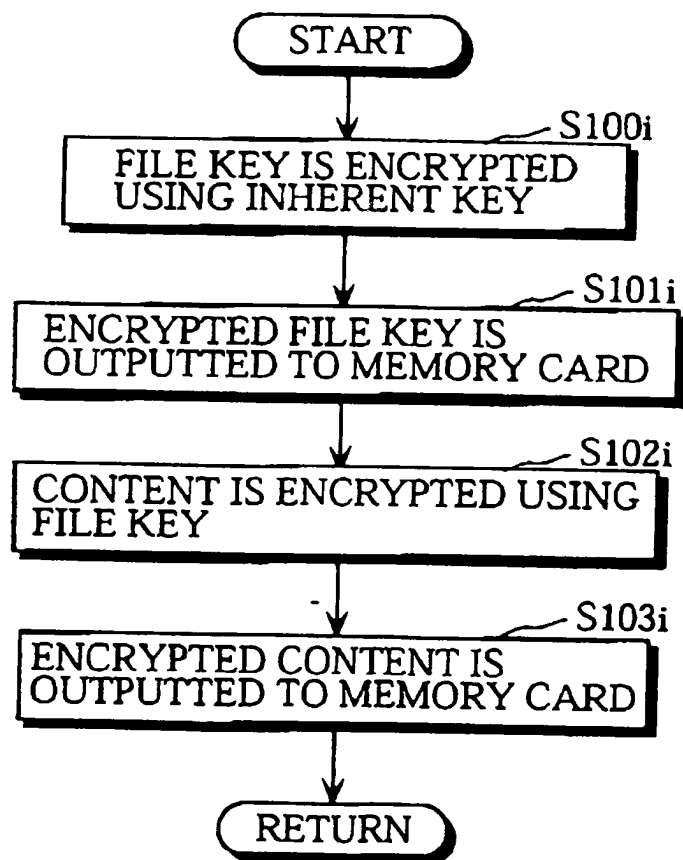 START
S100i
FILE KEY IS ENCRYPTED
USING INHERENT KEY
S101i
ENCRYPTED FILE KEY IS
OUTPUTTED TO MEMORY CARD
S102i
CONTENT IS ENCRYPTED USING
FILE KEY
S103i
ENCRYPTED CONTENT IS
OUTPUTTED TO MEMORY CARD
RETURN